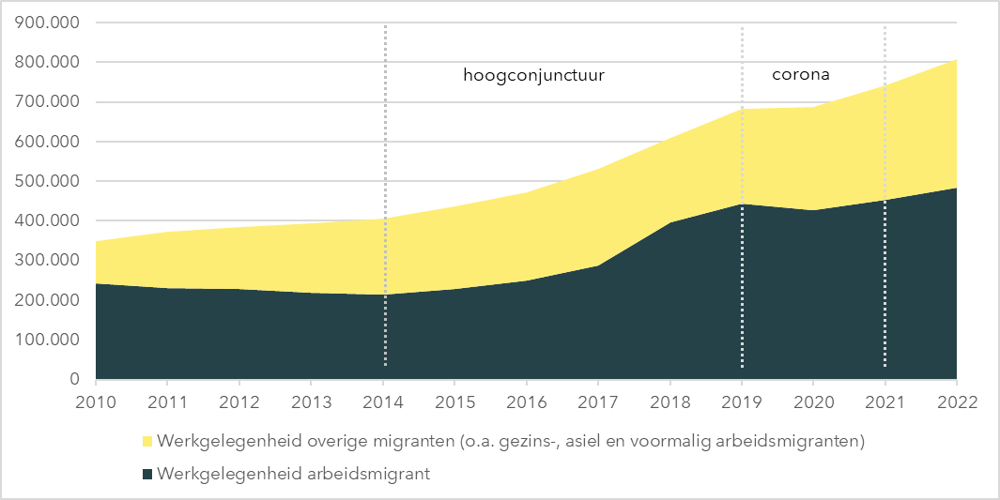 900.000
800.000
700.000
600.000
500.000
400.000
300.000
200.000
100.000
0
hoogconjunctuur corona
2010 2011 2012 2013 2014 2015 2016 2017 2018 2019 2020 2021 2022
Werkgelegenheid overige migranten (o.a. gezins-, asiel en voormalig arbeidsmigranten)
Werkgelegenheid arbeidsmigrant